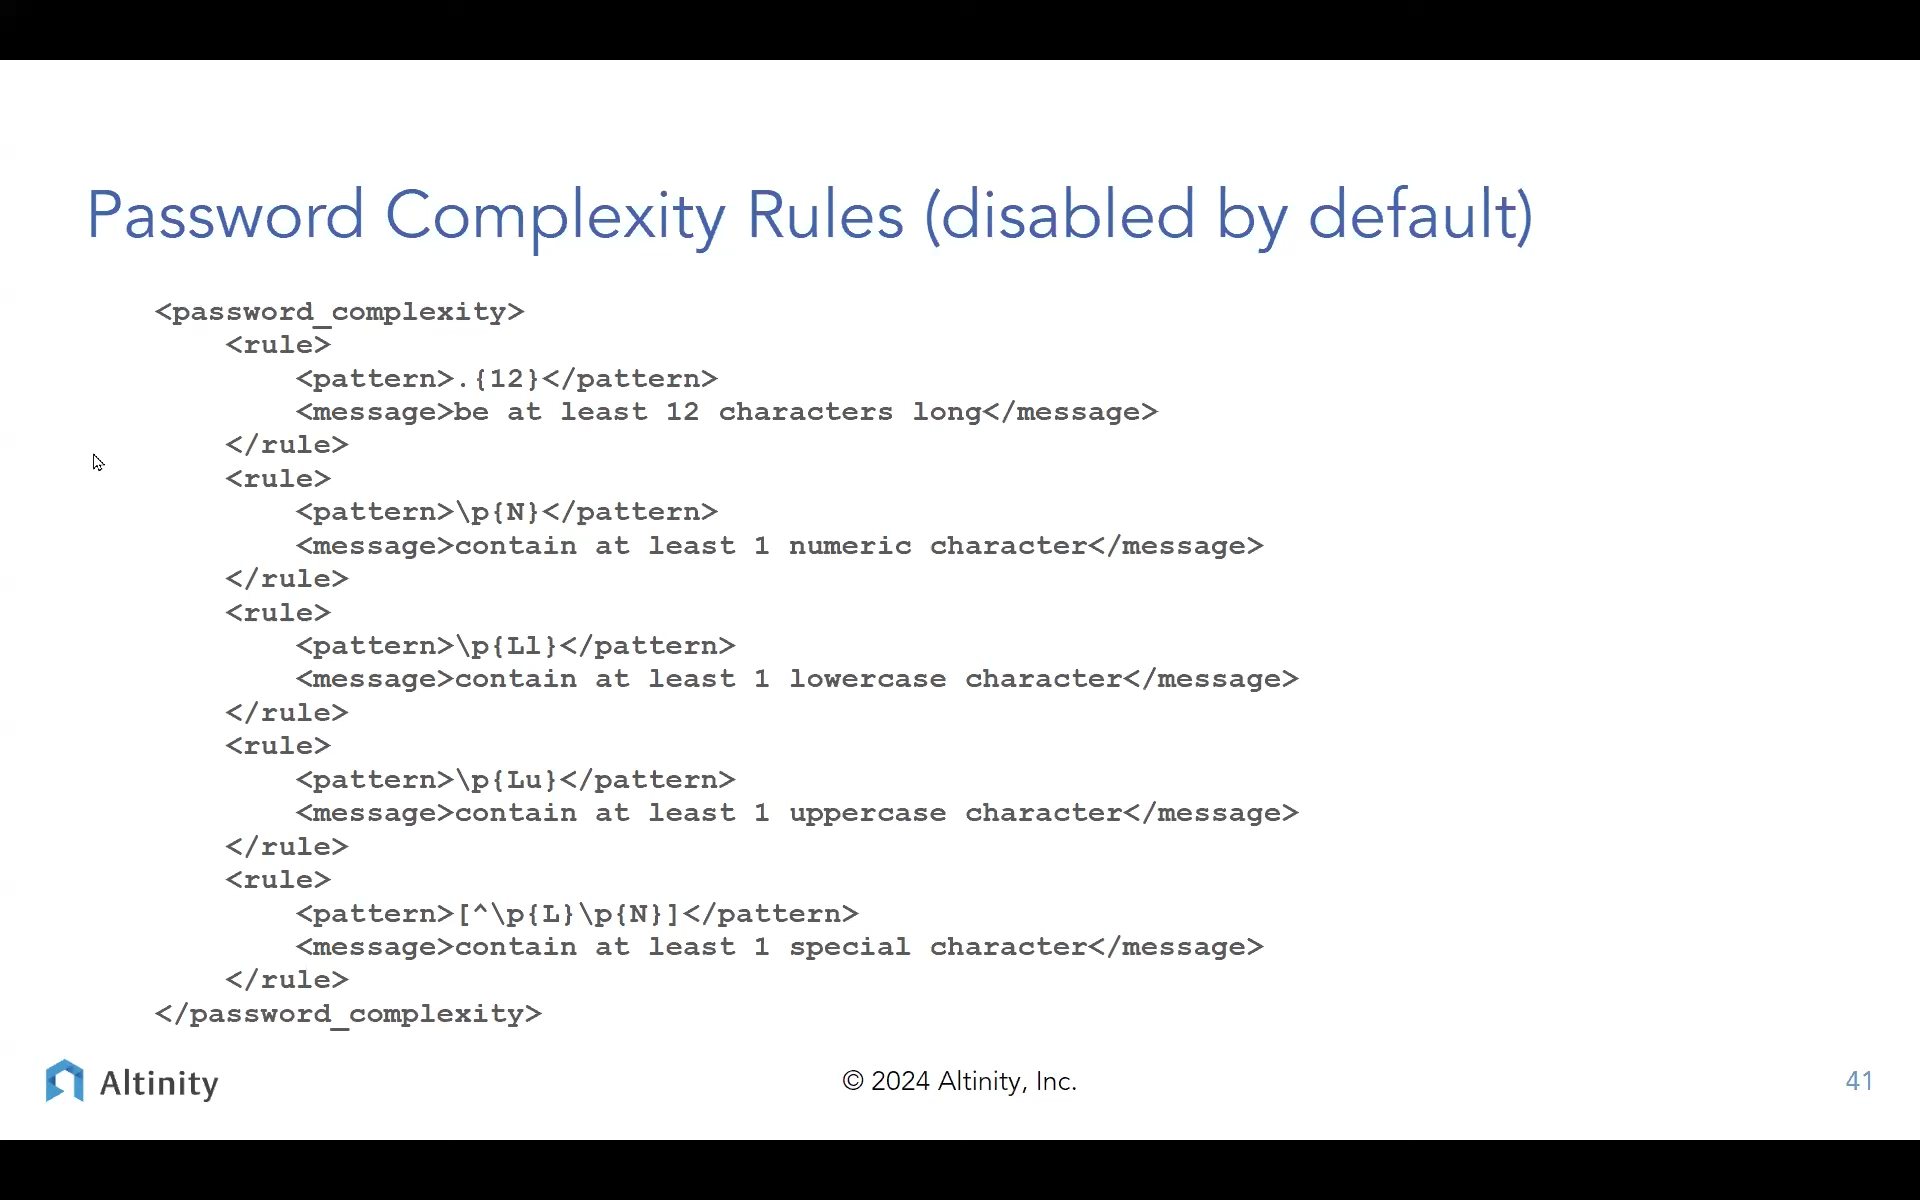 Password Complexity Rules (disabled by default)
<password_complexity>
    <rule>
        <pattern>.{12}</pattern>
        <message>be at least 12 characters long</message>
    </rule>
    <rule>
        <pattern>\p{N}</pattern>
        <message>contain at least 1 numeric character</message>
    </rule>
    <rule>
        <pattern>\p{Ll}</pattern>
        <message>contain at least 1 lowercase character</message>
    </rule>
    <rule>
        <pattern>\p{Lu}</pattern>
        <message>contain at least 1 uppercase character</message>
    </rule>
    <rule>
        <pattern>[^\p{L}\p{N}]</pattern>
        <message>contain at least 1 special character</message>
    </rule>
</password_complexity>
Altinity
© 2024 Altinity, Inc.
41